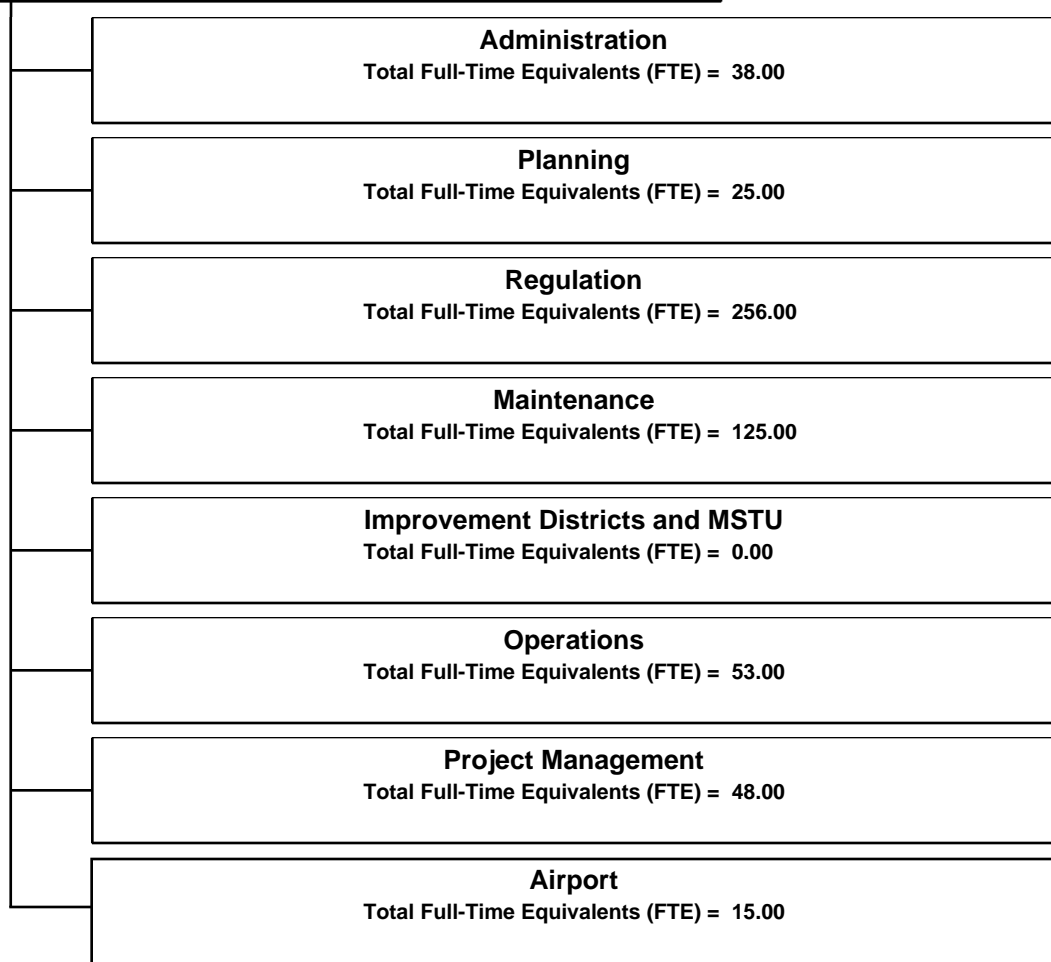 Administration
Total Full-Time Equivalents (FTE) = 38.00
Planning
Total Full-Time Equivalents (FTE) = 25.00
Regulation
Total Full-Time Equivalents (FTE) = 256.00
Maintenance
Total Full-Time Equivalents (FTE) = 125.00
Improvement Districts and MSTU
Total Full-Time Equivalents (FTE) = 0.00
Operations
Total Full-Time Equivalents (FTE) = 53.00
Project Management
Total Full-Time Equivalents (FTE) = 48.00
Airport
Total Full-Time Equivalents (FTE) = 15.00